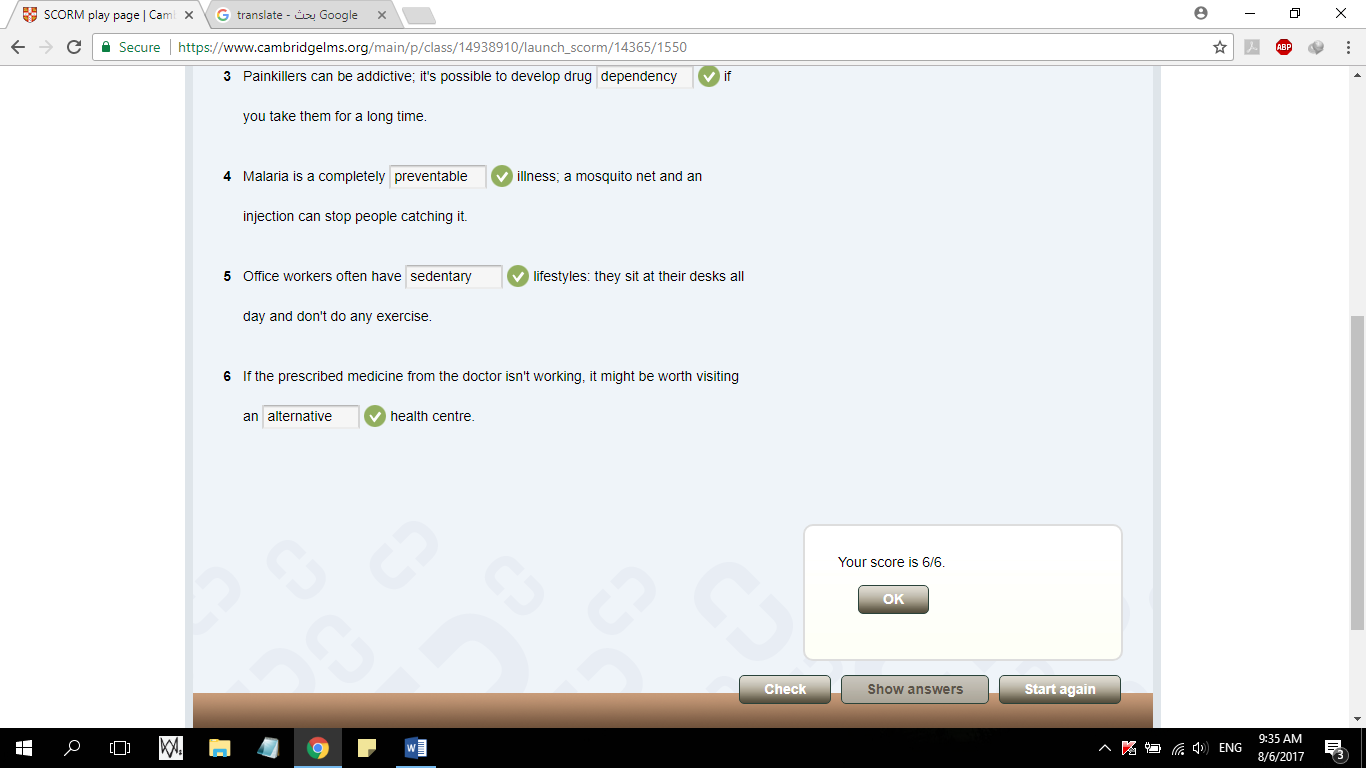 SCORM play page | Cam
translate - بحث Google
Secure https://www.cambridgelms.org/main/p/class/14938910/launch_scorm/14365/1550
ABP
3 Painkillers can be addictive; it's possible to develop drug dependency if
you take them for a long time.
4 Malaria is a completely preventable illness; a mosquito net and an
injection can stop people catching it.
5 Office workers often have sedentary lifestyles: they sit at their desks all
day and don't do any exercise.
6 If the prescribed medicine from the doctor isn't working, it might be worth visiting
an alternative health centre.
Your score is 6/6.
OK
Check Show answers Start again
ENG
9:35 AM
8/6/2017
3